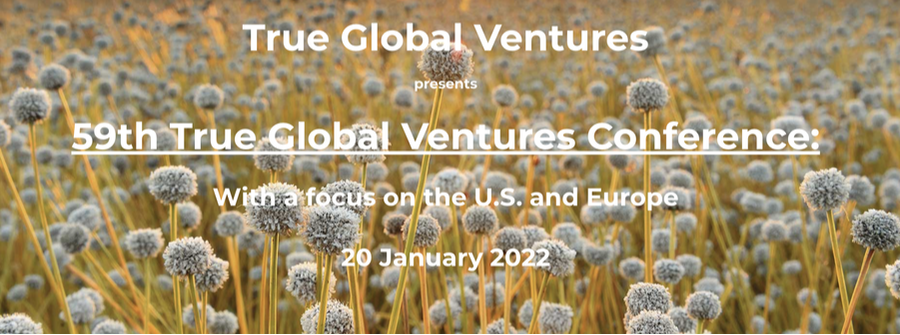 True Global Ventures
presents
59th True Global Ventures Conference:
With a focus on the U.S. and Europe
20 January 2022